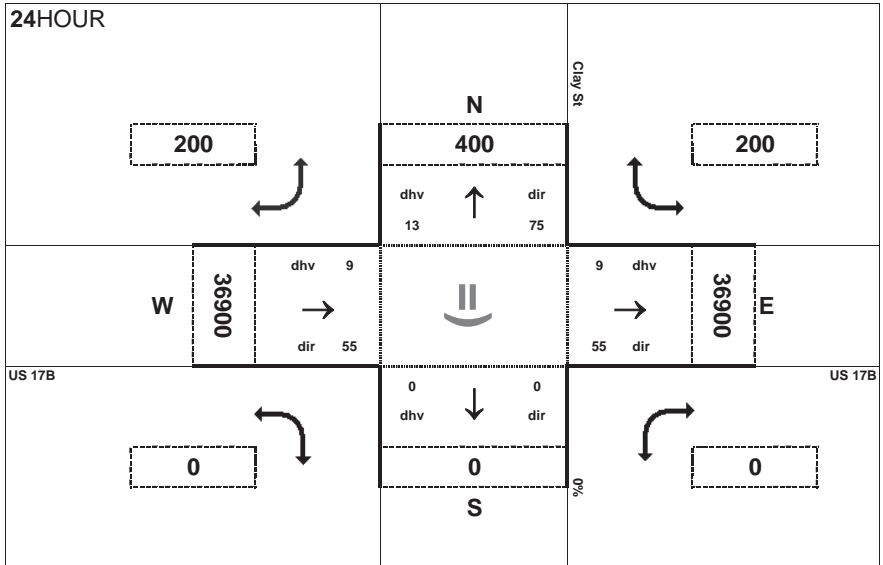 24HOUR
Clay St
N
200
400
200
dhv
dir
13
75
dhv 9
9 dhv
W
36900
36900
E
dir 55
55 dir
US 17B
US 17B
0
0
dhv
dir
0
0
0
0%
S